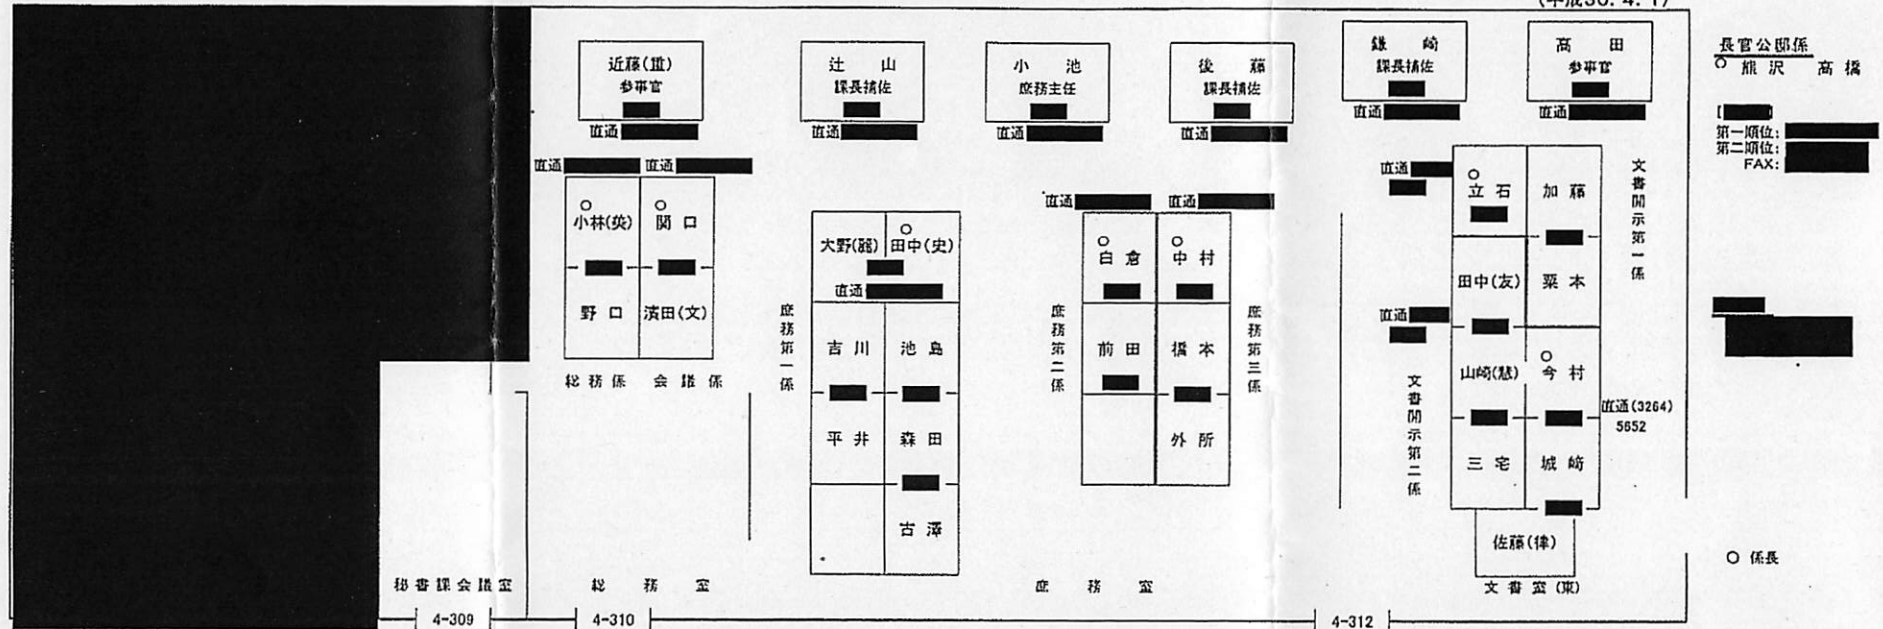 (平成30. 4. 1)
近藤(重)
参事官
直通
辻 山
課長補佐
直通
小 池
庶務主任
直通
後 藤
課長補佐
直通
鎌 崎
課長補佐
直通
髙 田
参事官
直通
長官公邸係
○ 熊 沢 高 橋
第一順位:
第二順位:
FAX:
直通 直通
○
小林(英)
○
関 口
野 口
濱田(文)
総 務 係 会 議 係
庶務第一係
大野(毅)
○
田中(史)
直通
吉 川
池 島
平 井
森 田
古 澤
直通 直通
庶務第二係
○
白 倉
○
中 村
前 田
橋 本
外 所
庶務第三係
直通
直通
文書開示第二係
○
立 石
加 藤
田中(友)
粟 本
山崎(慧)
○
今 村
三 宅
城 﨑
佐藤(律)
文書開示第一係
直通(3264)
5652
○ 係長
秘書課会議室
総 務 室
庶 務 室
文 書 室 (東)
4-309
4-310
4-312